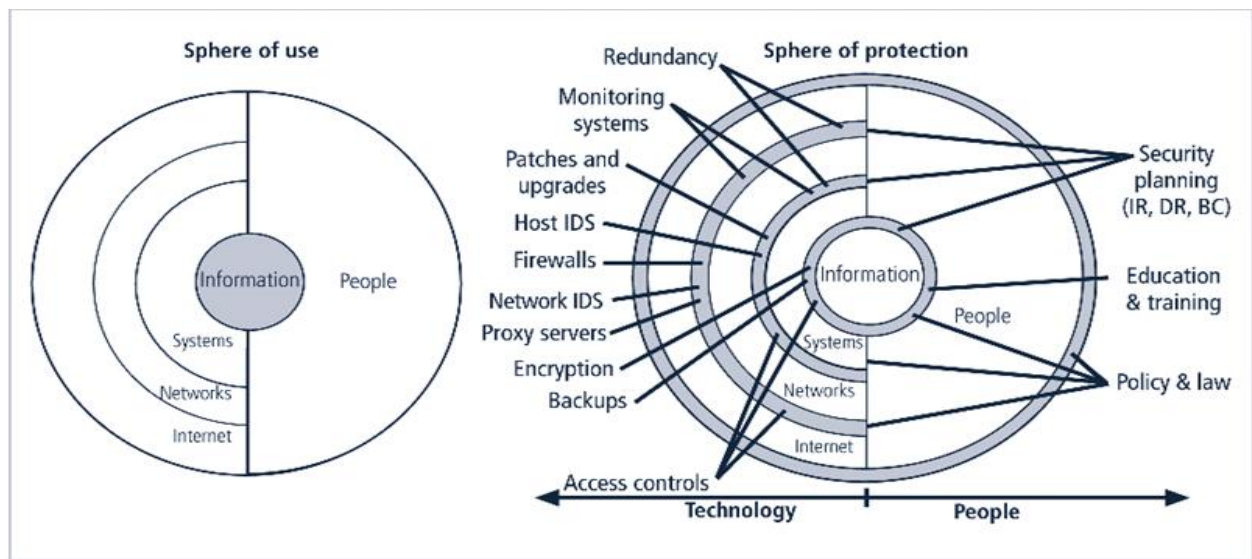 Sphere of use
Information
People
Systems
Networks
Internet
Sphere of protection
Redundancy
Monitoring
systems
Patches and
upgrades
Host IDS
Firewalls
Network IDS
Proxy servers
Encryption
Backups
Access controls
Information
People
Systems
Networks
Internet
Security
planning
(IR, DR, BC)
Education
& training
Policy & law
Technology
People